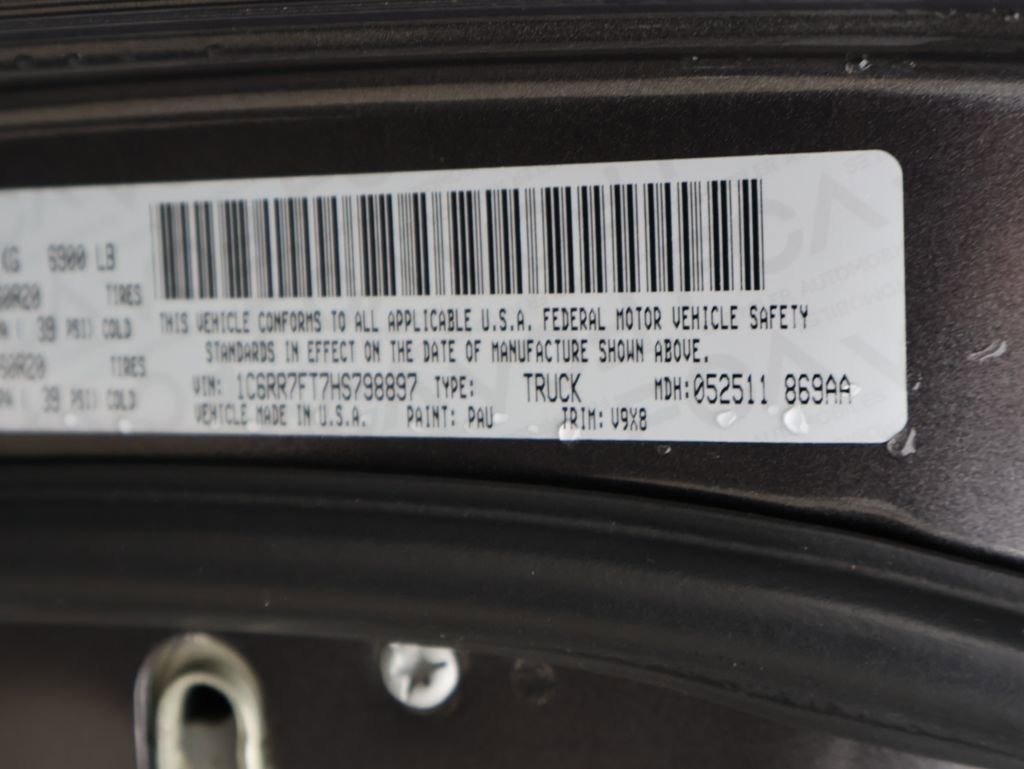 KG 6900 LB
TIRES
39 PSI) COLD
TIRES
39 PSI) COLD
THIS VEHICLE CONFORMS TO ALL APPLICABLE U.S.A. FEDERAL MOTOR VEHICLE SAFETY
STANDARDS IN EFFECT ON THE DATE OF MANUFACTURE SHOWN ABOVE.
VIN: 1C6RR7FT7HS798897 TYPE: TRUCK MDH: 052511 869AA
VEHICLE MADE IN U.S.A. PAINT: PAU TRIM: V9X8